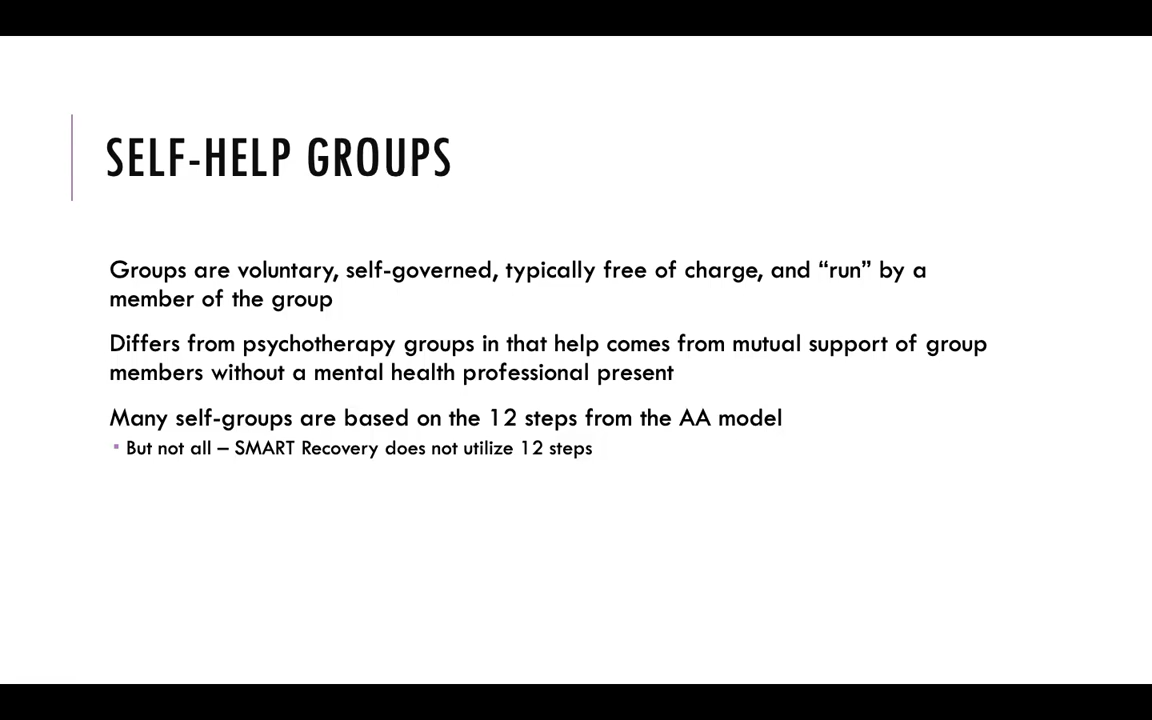 SELF-HELP GROUPS
Groups are voluntary, self-governed, typically free of charge, and “run” by a
member of the group
Differs from psychotherapy groups in that help comes from mutual support of group
members without a mental health professional present
Many self-groups are based on the 12 steps from the AA model
▪ But not all – SMART Recovery does not utilize 12 steps